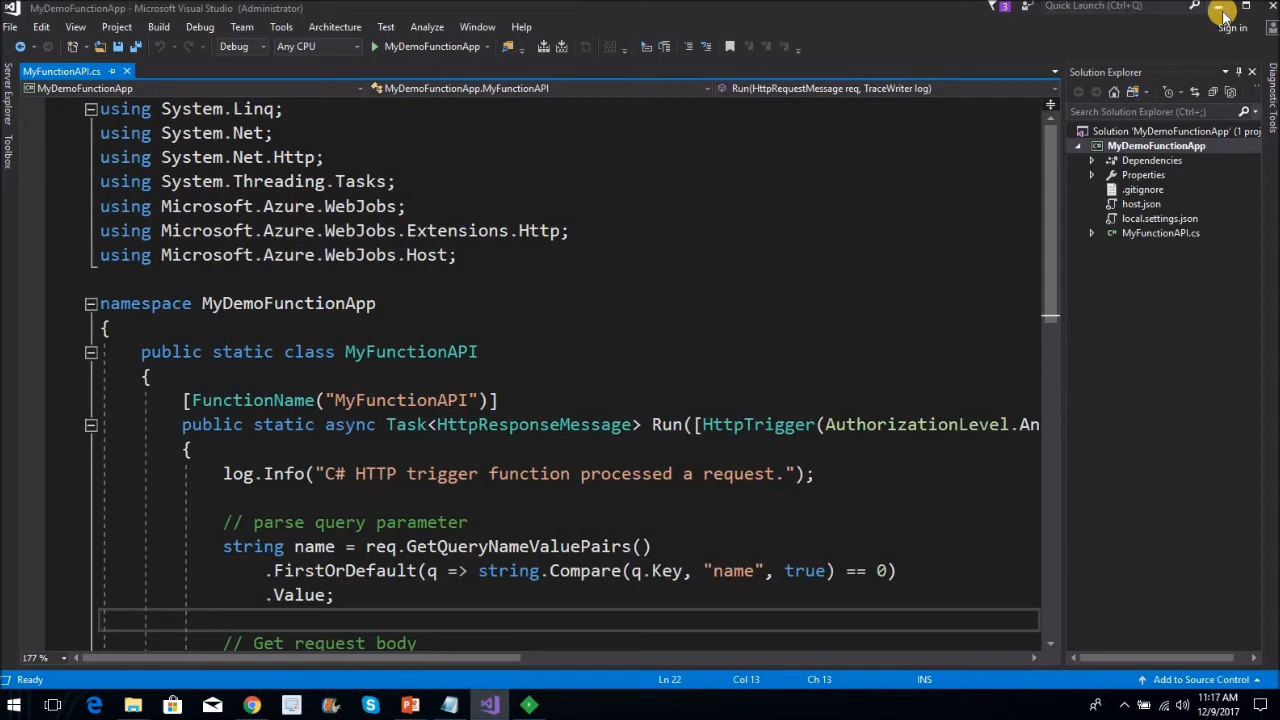 MyDemoFunctionApp - Microsoft Visual Studio (Administrator)
3
Quick Launch (Ctrl+Q)
File Edit View Project Build Debug Team Tools Architecture Test Analyze Window Help
Sign in
Debug Any CPU MyDemoFunctionApp
MyFunctionAPI.cs
Solution Explorer
MyDemoFunctionApp MyDemoFunctionApp.MyFunctionAPI Run(HttpRequestMessage req, TraceWriter log)
Server Explorer
Toolbox
Diagnostic Tools
Search Solution Explorer (Ctrl+;)
Solution 'MyDemoFunctionApp' (1 proj
MyDemoFunctionApp
Dependencies
Properties
.gitignore
host.json
local.settings.json
MyFunctionAPI.cs
using System.Linq;
using System.Net;
using System.Net.Http;
using System.Threading.Tasks;
using Microsoft.Azure.WebJobs;
using Microsoft.Azure.WebJobs.Extensions.Http;
using Microsoft.Azure.WebJobs.Host;
namespace MyDemoFunctionApp
{
public static class MyFunctionAPI
{
[FunctionName("MyFunctionAPI")]
public static async Task<HttpResponseMessage> Run([HttpTrigger(AuthorizationLevel.An
{
log.Info("C# HTTP trigger function processed a request.");
// parse query parameter
string name = req.GetQueryNameValuePairs()
.FirstOrDefault(q => string.Compare(q.Key, "name", true) == 0)
.Value;
// Get request body
177 %
Ready Ln 22 Col 13 Ch 13 INS Add to Source Control
11:17 AM
12/9/2017